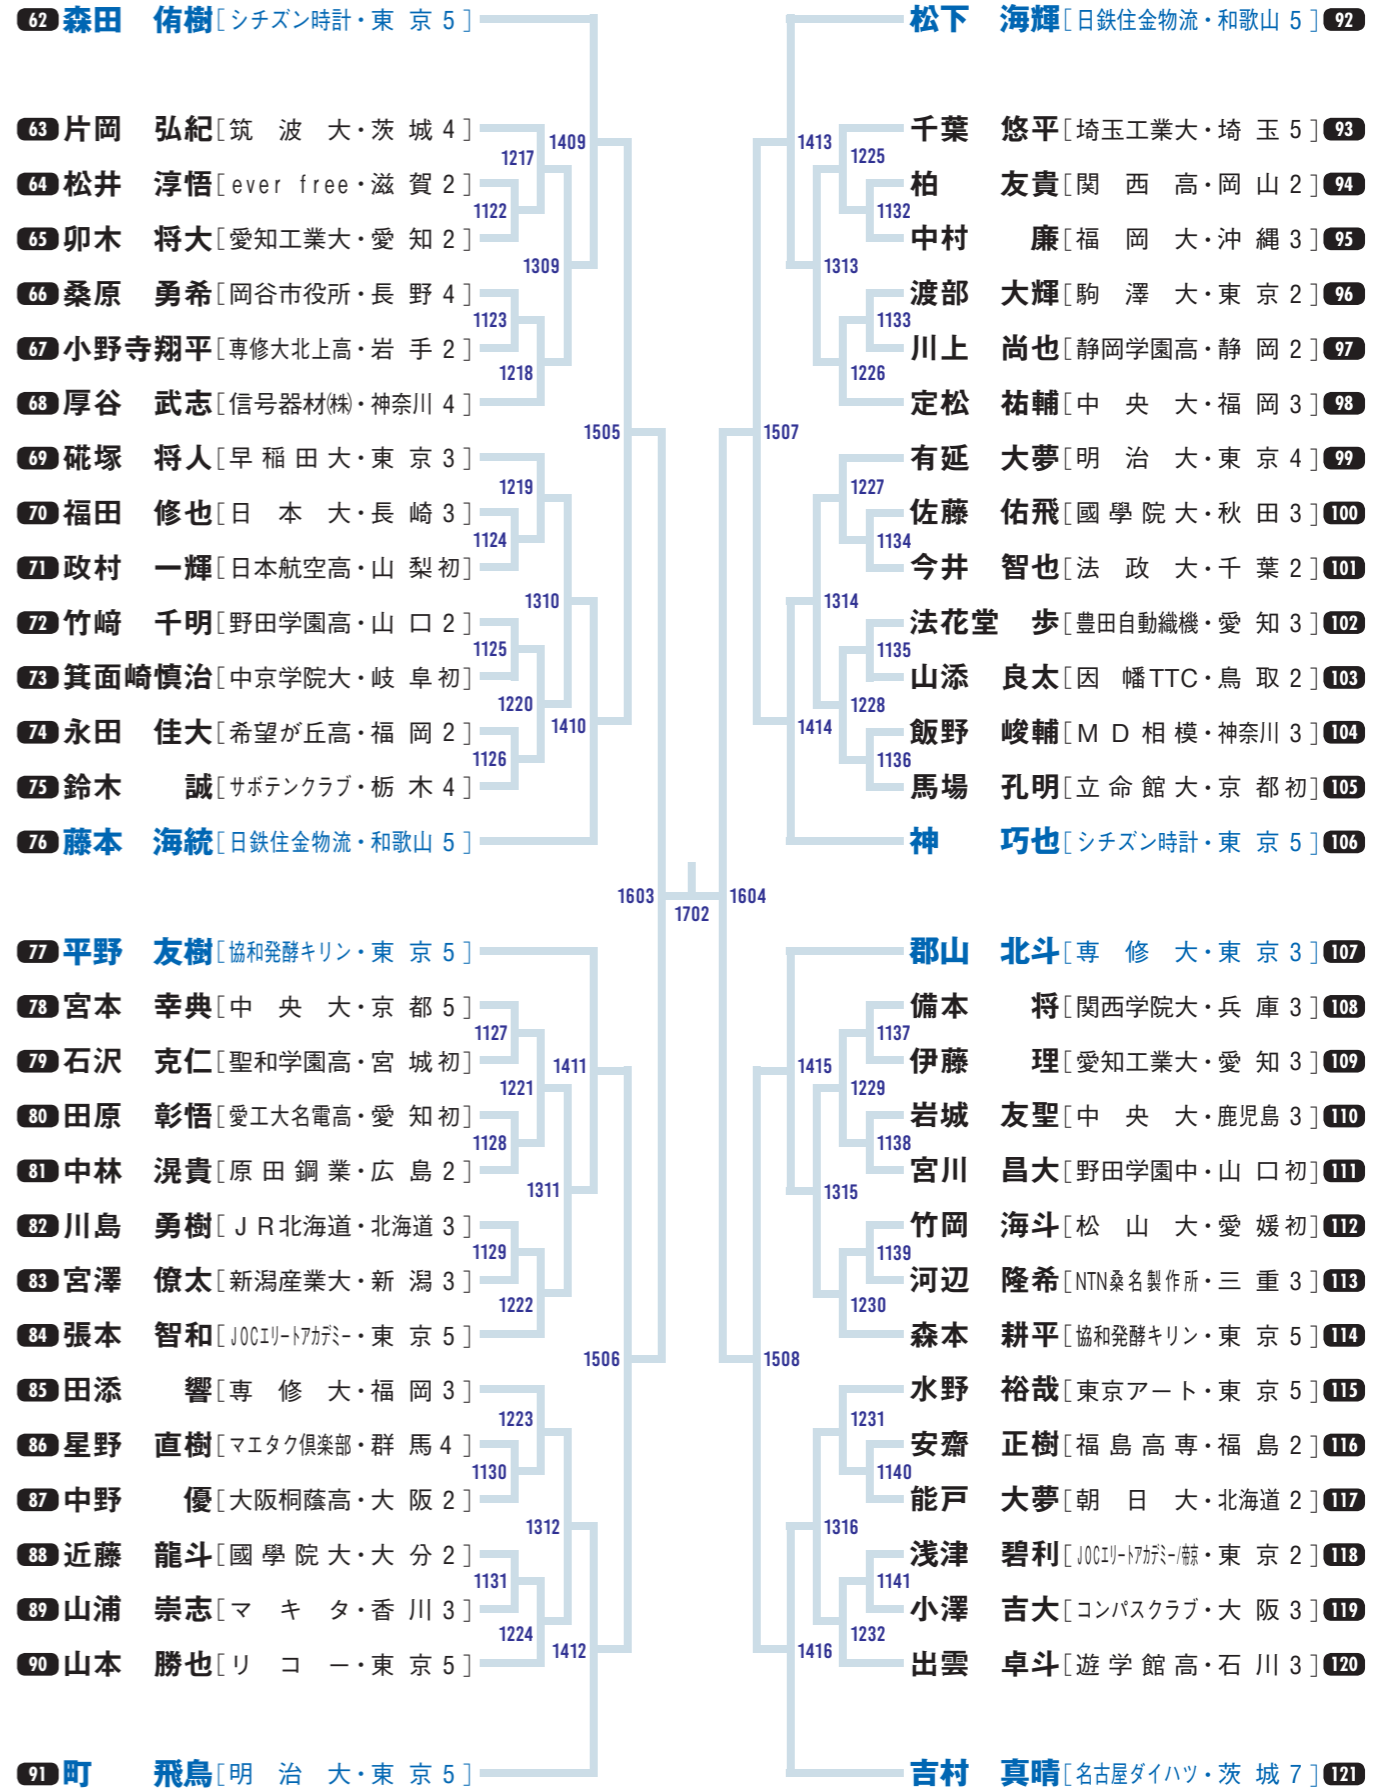 62 森田 侑樹［シチズン時計・東京 5］
63 片岡 弘紀［筑波大・茨城 4］
1409
1217
64 松井 淳悟［ever free・滋賀 2］
1122
65 卯木 将大［愛知工業大・愛知 2］
1309
66 桑原 勇希［岡谷市役所・長野 4］
1123
67 小野寺翔平［専修大北上高・岩手 2］
1218
68 厚谷 武志［信号器材㈱・神奈川 4］
1505
69 硴塚 将人［早稲田大・東京 3］
1219
70 福田 修也［日本大・長崎 3］
1124
71 政村 一輝［日本航空高・山梨初］
1310
72 竹﨑 千明［野田学園高・山口 2］
1125
73 箕面崎慎治［中京学院大・岐阜初］
1220
1410
74 永田 佳大［希望が丘高・福岡 2］
1126
75 鈴木 誠［サボテンクラブ・栃木 4］
76 藤本 海統［日鉄住金物流・和歌山 5］
1603
1702
77 平野 友樹［協和発酵キリン・東京 5］
78 宮本 幸典［中央大・京都 5］
1127
79 石沢 克仁［聖和学園高・宮城初］
1411
1221
80 田原 彰悟［愛工大名電高・愛知初］
1128
81 中林 滉貴［原田鋼業・広島 2］
1311
82 川島 勇樹［ＪＲ北海道・北海道 3］
1129
83 宮澤 僚太［新潟産業大・新潟 3］
1222
84 張本 智和［JOCエリートアカデミー・東京 5］
1506
85 田添 響［専修大・福岡 3］
1223
86 星野 直樹［マエタク倶楽部・群馬 4］
1130
87 中野 優［大阪桐蔭高・大阪 2］
1312
88 近藤 龍斗［國學院大・大分 2］
1131
89 山浦 崇志［マキタ・香川 3］
1224
1412
90 山本 勝也［リコー・東京 5］
91 町 飛鳥［明治大・東京 5］
松下 海輝［日鉄住金物流・和歌山 5］92
千葉 悠平［埼玉工業大・埼玉 5］93
1413
1225
柏 友貴［関西高・岡山 2］94
1132
中村 廉［福岡大・沖縄 3］95
1313
渡部 大輝［駒澤大・東京 2］96
1133
川上 尚也［静岡学園高・静岡 2］97
1226
定松 祐輔［中央大・福岡 3］98
1507
有延 大夢［明治大・東京 4］99
1227
佐藤 佑飛［國學院大・秋田 3］100
1134
今井 智也［法政大・千葉 2］101
1314
法花堂 歩［豊田自動織機・愛知 3］102
1135
山添 良太［因幡TTC・鳥取 2］103
1228
1414
飯野 峻輔［ＭＤ相模・神奈川 3］104
1136
馬場 孔明［立命館大・京都初］105
神 巧也［シチズン時計・東京 5］106
1604
郡山 北斗［専修大・東京 3］107
備本 将［関西学院大・兵庫 3］108
1137
伊藤 理［愛知工業大・愛知 3］109
1415
1229
岩城 友聖［中央大・鹿児島 3］110
1138
宮川 昌大［野田学園中・山口初］111
1315
竹岡 海斗［松山大・愛媛初］112
1139
河辺 隆希［NTN桑名製作所・三重 3］113
1230
森本 耕平［協和発酵キリン・東京 5］114
1508
水野 裕哉［東京アート・東京 5］115
1231
安齋 正樹［福島高専・福島 2］116
1140
能戸 大夢［朝日大・北海道 2］117
1316
浅津 碧利［JOCエリートアカデミー/帝京・東京 2］118
1141
小澤 吉大［コンパスクラブ・大阪 3］119
1232
1416
出雲 卓斗［遊学館高・石川 3］120
吉村 真晴［名古屋ダイハツ・茨城 7］121